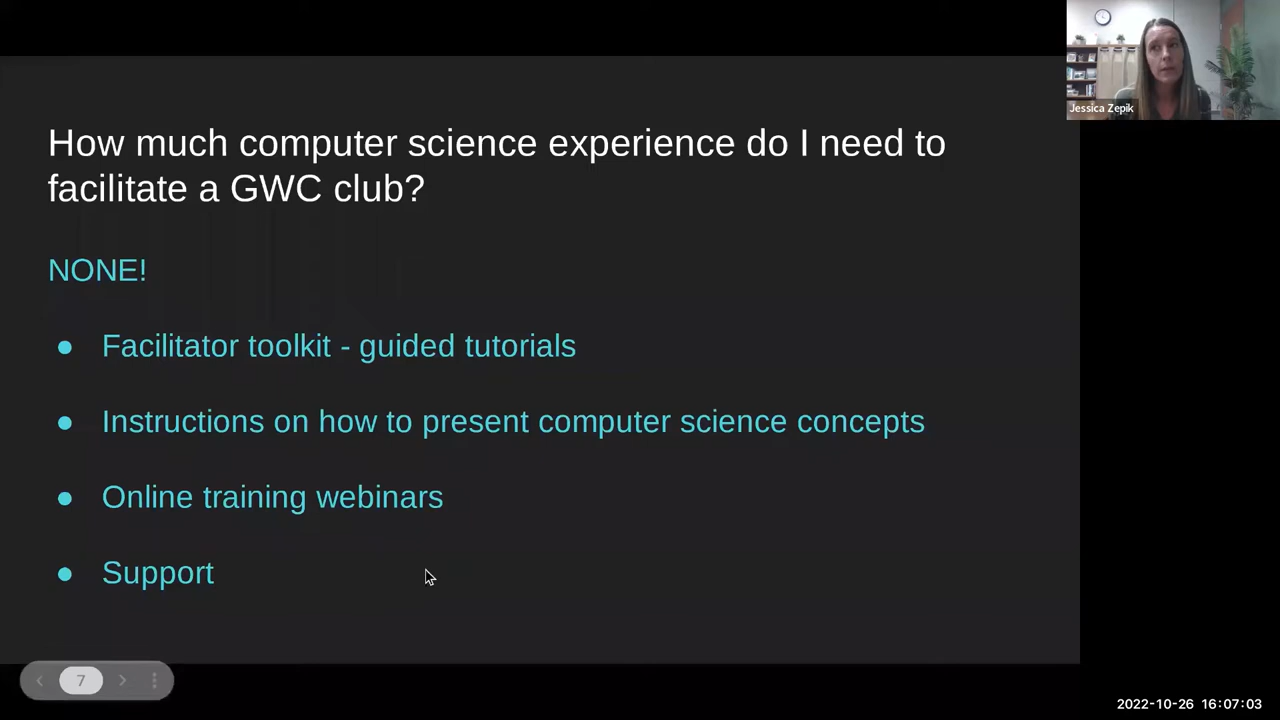 Jessica Zepik
How much computer science experience do I need to
facilitate a GWC club?
NONE!
● Facilitator toolkit - guided tutorials
● Instructions on how to present computer science concepts
● Online training webinars
● Support
7
2022-10-26 16:07:03